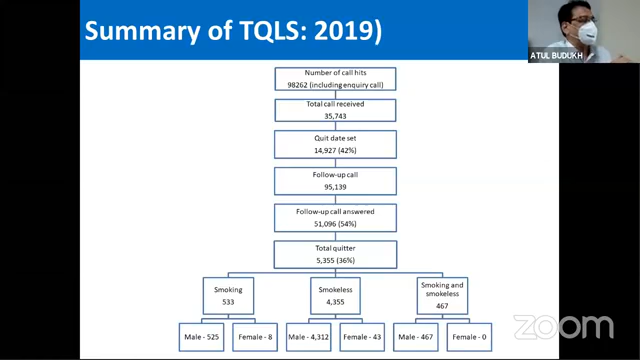 Summary of TQLS: 2019)
ATUL BUDUKH
Number of call hits
98262 (including enquiry call)
Total call received
35,743
Quit date set
14,927 (42%)
Follow-up call
95,139
Follow-up call answered
51,096 (54%)
Total quitter
5,355 (36%)
Smoking
533
Smokeless
4,355
Smoking and
smokeless
467
Male - 525
Female - 8
Male - 4,312
Female - 43
Male - 467
Female - 0
zoom